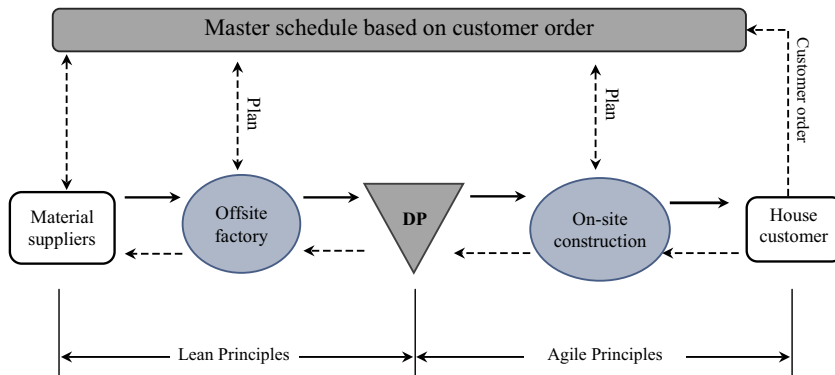 Master schedule based on customer order
Plan
Plan
Customer order
Material
suppliers
Offsite
factory
DP
On-site
construction
House
customer
Lean Principles
Agile Principles